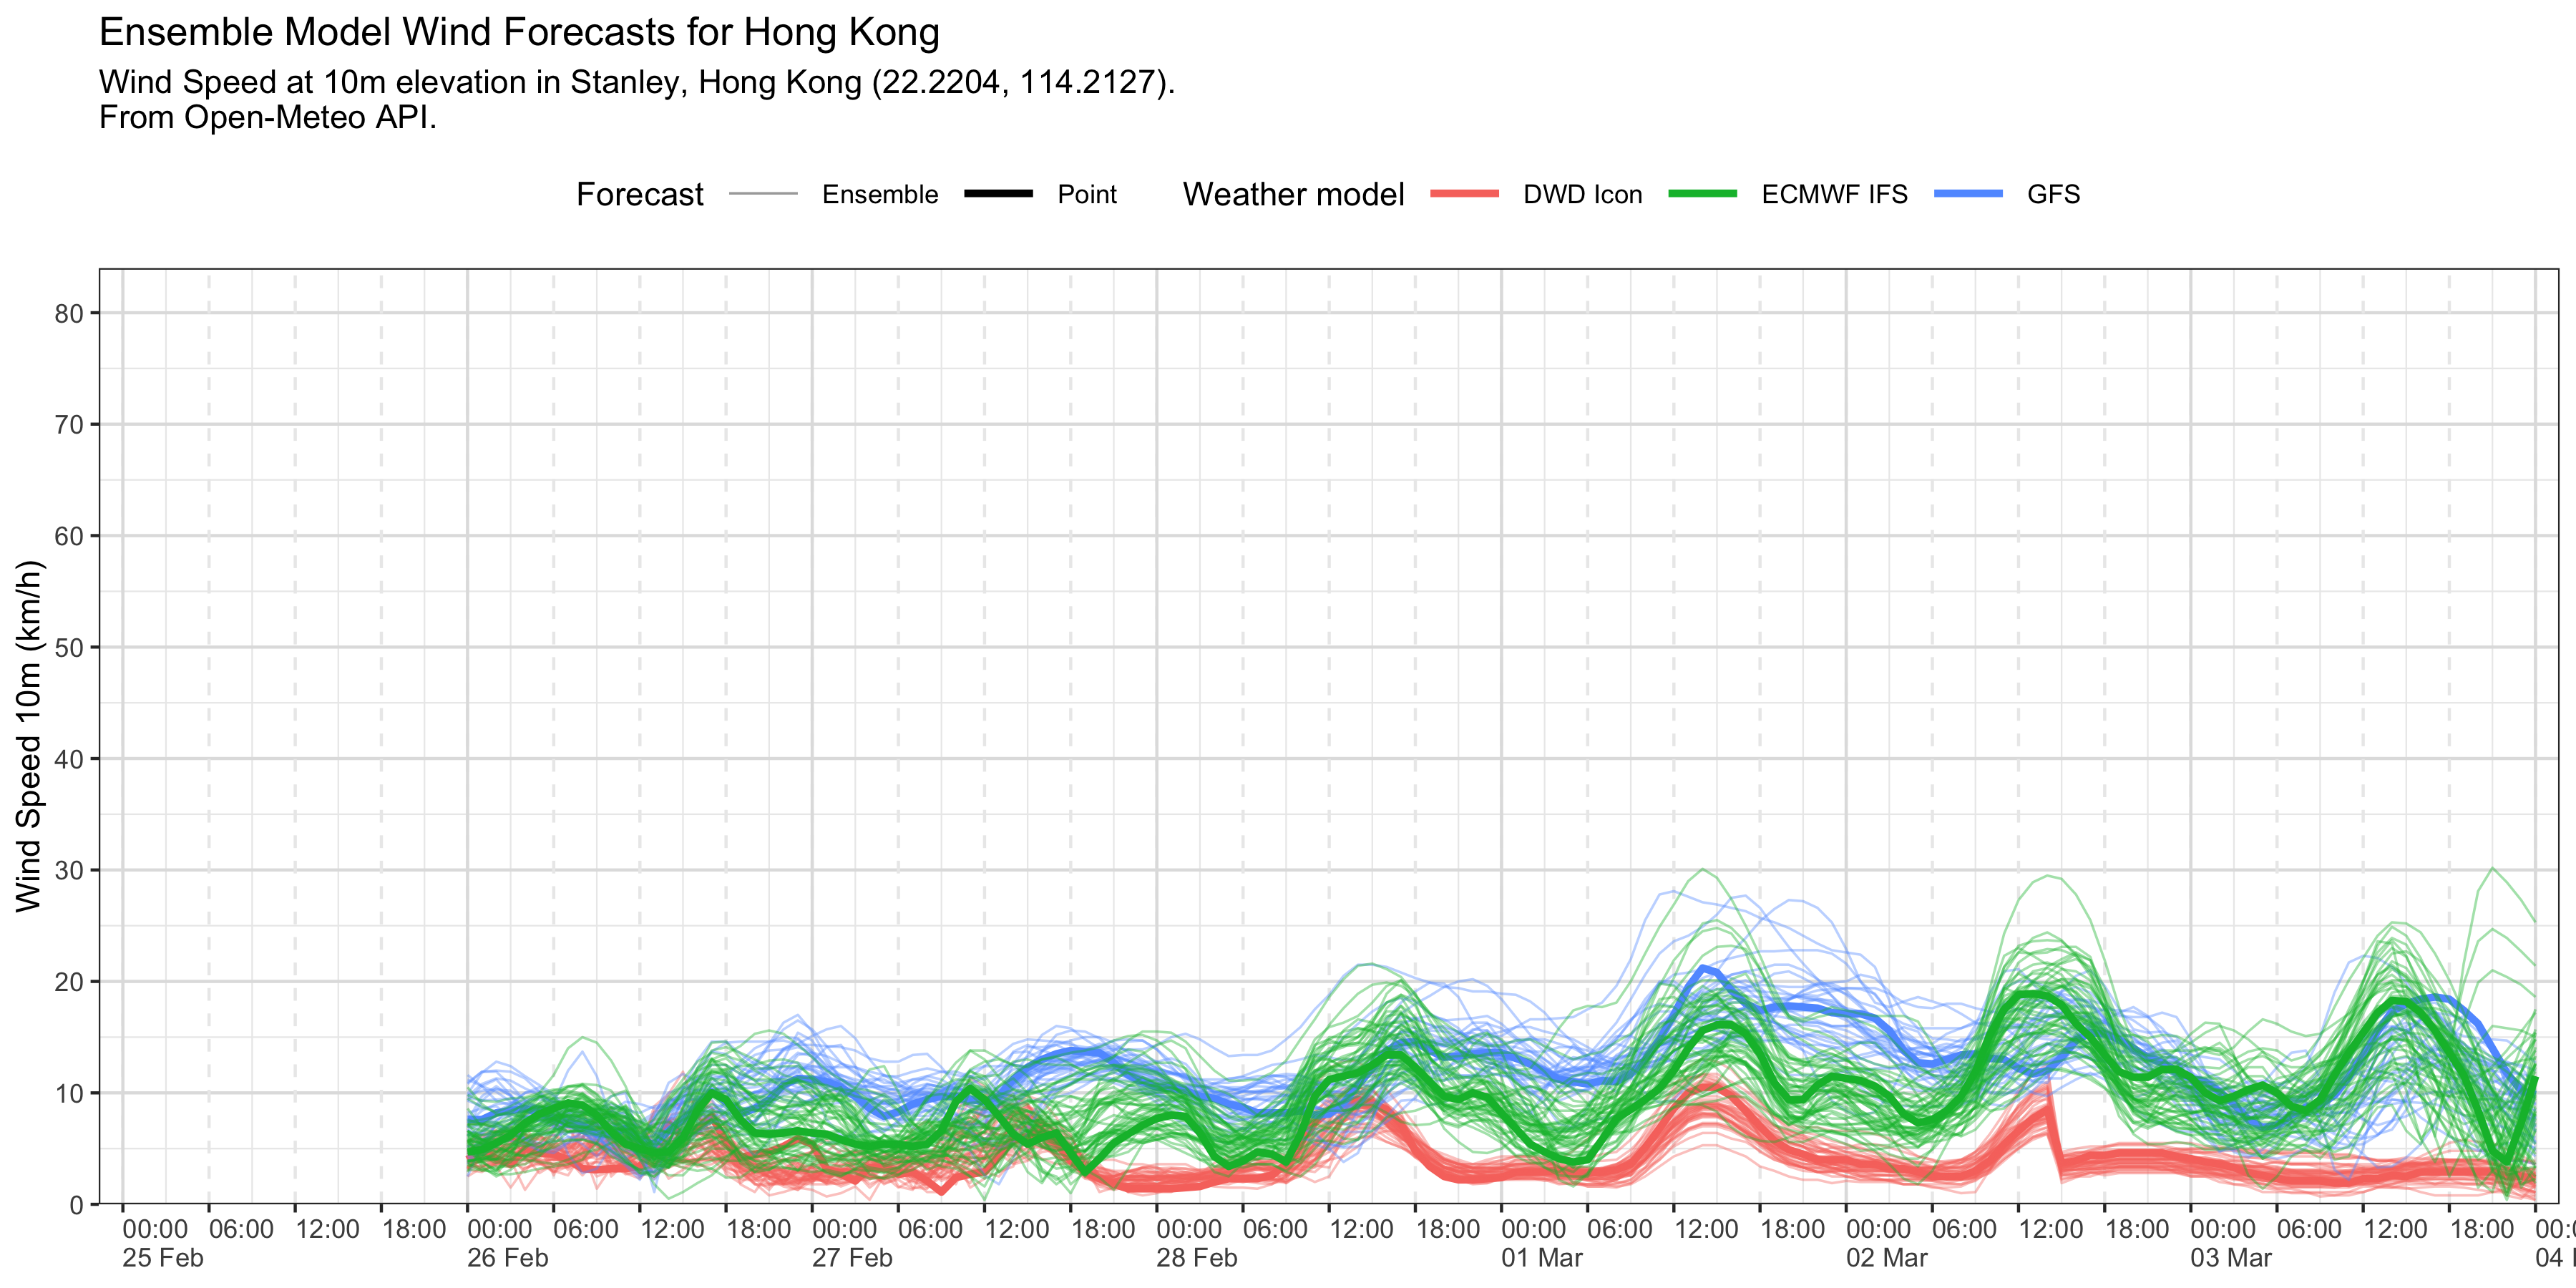 Ensemble Model Wind Forecasts for Hong Kong
Wind Speed at 10m elevation in Stanley, Hong Kong (22.2204, 114.2127).
From Open-Meteo API.
Forecast Ensemble Point Weather model DWD Icon ECMWF IFS GFS
Wind Speed 10m (km/h)
80
70
60
50
40
30
20
10
0
00:00 06:00 12:00 18:00 00:00 06:00 12:00 18:00 00:00 06:00 12:00 18:00 00:00 06:00 12:00 18:00 00:00 06:00 12:00 18:00 00:00 06:00 12:00 18:00 00:00 06:00 12:00 18:00
25 Feb 26 Feb 27 Feb 28 Feb 01 Mar 02 Mar 03 Mar 04